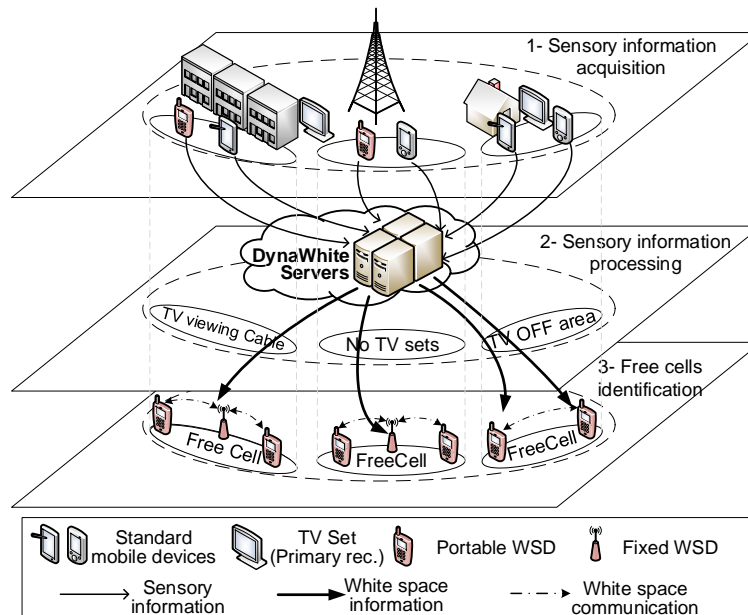 1- Sensory information
acquisition
DynaWhite
Servers
2- Sensory information
processing
TV viewing Cable
No TV sets
TV OFF area
3- Free cells
identification
Free Cell
FreeCell
FreeCell
Standard
mobile devices
TV Set
(Primary rec.)
Portable WSD
Fixed WSD
Sensory
information
White space
information
White space
communication